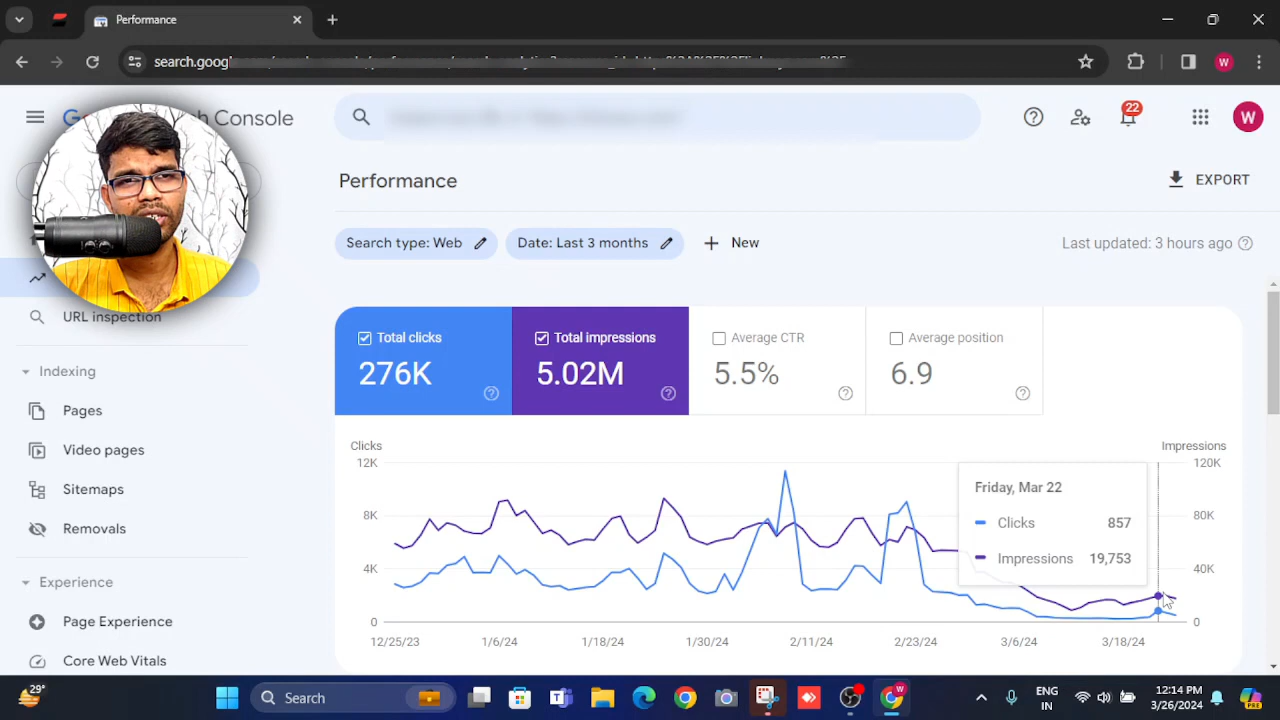 Performance
search.goog
G
h Console
22
W
Performance
EXPORT
Search type: Web
Date: Last 3 months
New
Last updated: 3 hours ago
URL inspection
Indexing
Pages
Video pages
Sitemaps
Removals
Experience
Page Experience
Core Web Vitals
Total clicks
276K
Total impressions
5.02M
Average CTR
5.5%
Average position
6.9
Clicks
Impressions
12K
120K
8K
80K
4K
40K
0
0
Friday, Mar 22
Clicks 857
Impressions 19,753
12/25/23 1/6/24 1/18/24 1/30/24 2/11/24 2/23/24 3/6/24 3/18/24
29°
Search
ENG
IN
12:14 PM
3/26/2024
PRE